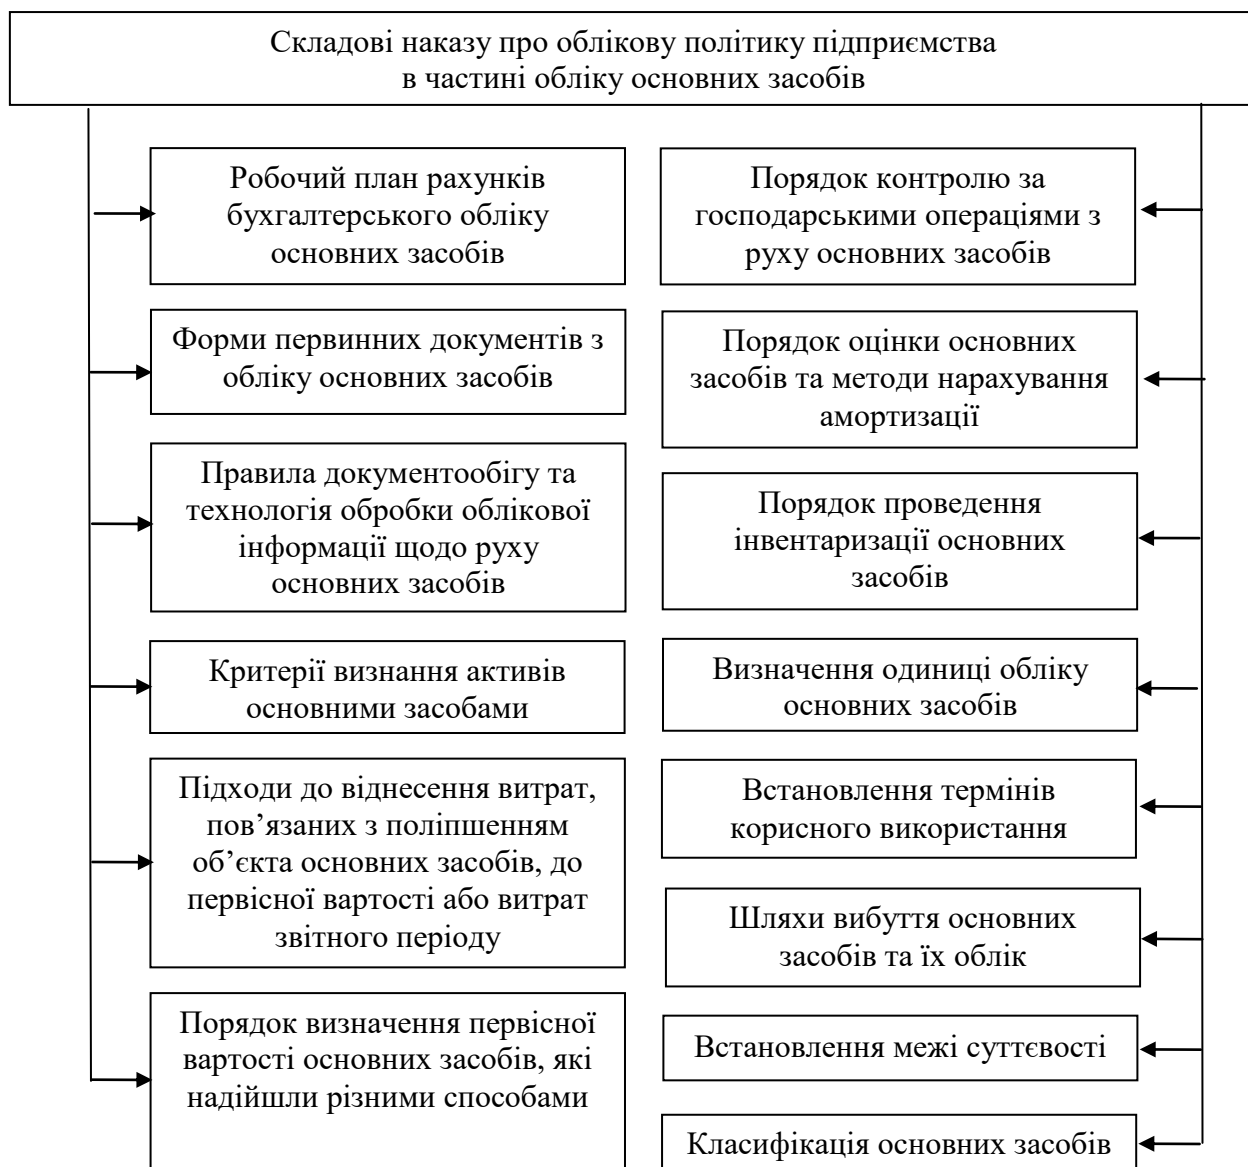 Складові наказу про облікову політику підприємства
в частині обліку основних засобів
Робочий план рахунків
бухгалтерського обліку
основних засобів
Форми первинних документів з
обліку основних засобів
Правила документообігу та
технологія обробки облікової
інформації щодо руху
основних засобів
Критерії визнання активів
основними засобами
Підходи до віднесення витрат,
пов’язаних з поліпшенням
об’єкта основних засобів, до
первісної вартості або витрат
звітного періоду
Порядок визначення первісної
вартості основних засобів, які
надійшли різними способами
Порядок контролю за
господарськими операціями з
руху основних засобів
Порядок оцінки основних
засобів та методи нарахування
амортизації
Порядок проведення
інвентаризації основних
засобів
Визначення одиниці обліку
основних засобів
Встановлення термінів
корисного використання
Шляхи вибуття основних
засобів та їх облік
Встановлення межі суттєвості
Класифікація основних засобів